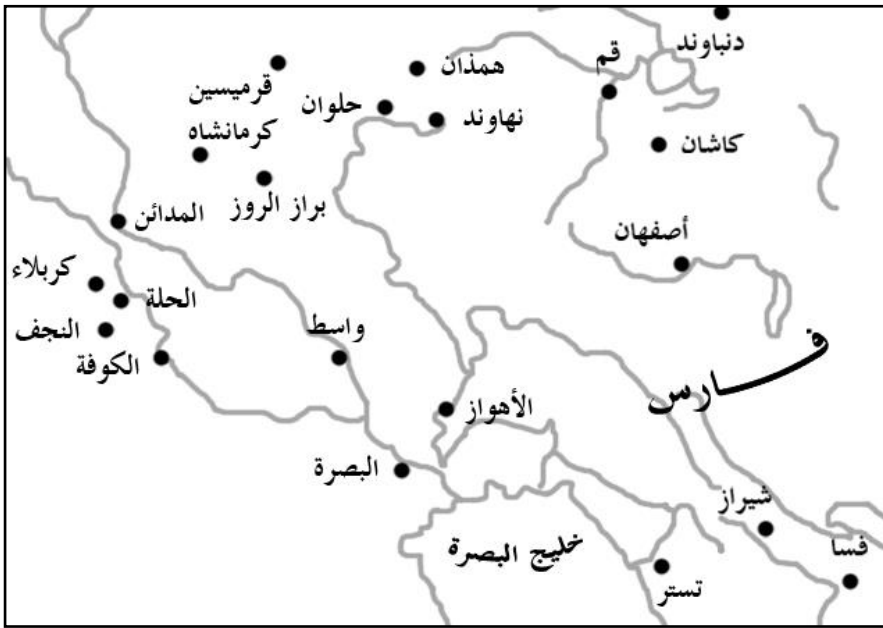 دنباوند
قم
همذان
قرميسين
حلوان
نهاوند
كرمانشاه
كاشان
براز الروز
المدائن
أصفهان
كربلاء
الحلة
النجف
واسط
الكوفة
فارس
الأهواز
البصرة
شيراز
خليج البصرة
فسا
تستر